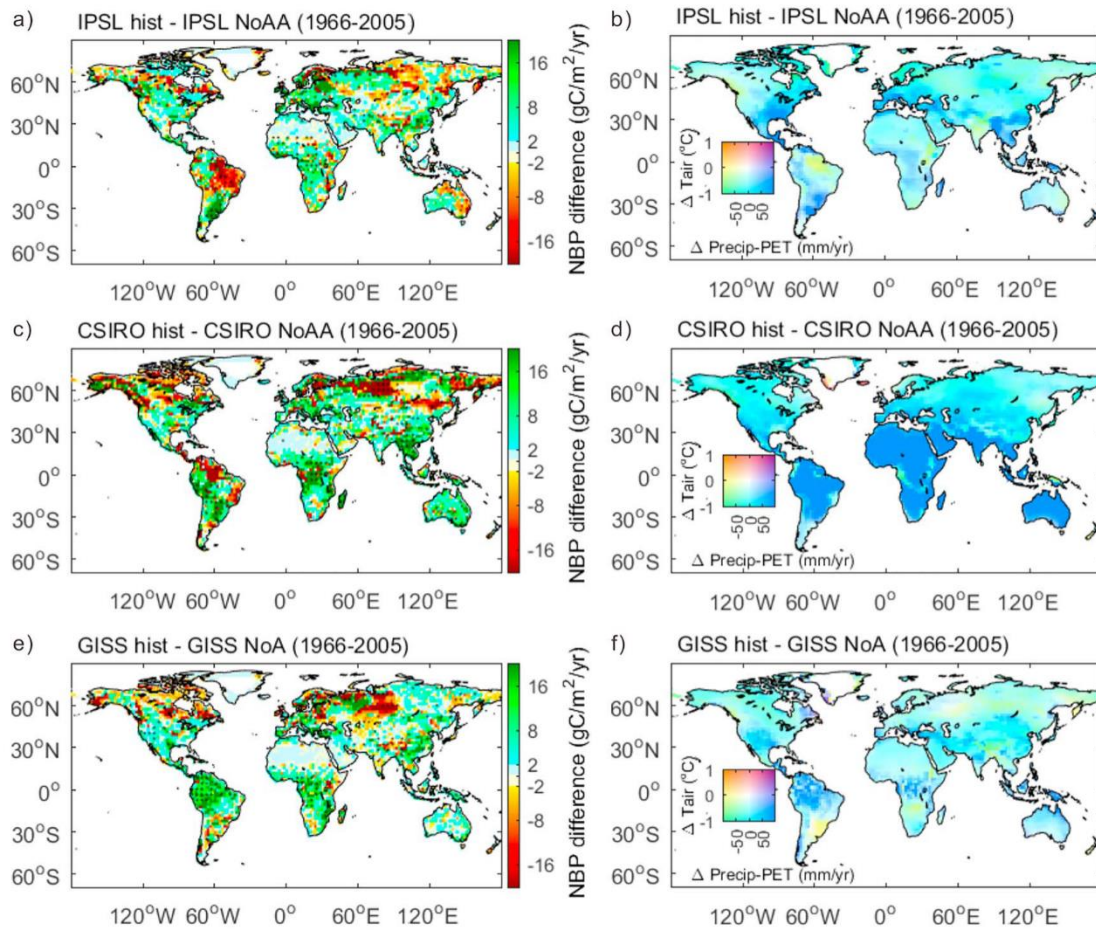 a)
IPSL hist - IPSL NoAA (1966-2005)
60°N
30°N
0°
30°S
60°S
120°W 60°W 0° 60°E 120°E
16
8
2
-2
-8
-16
NBP difference (gC/m²/yr)
b)
IPSL hist - IPSL NoAA (1966-2005)
60°N
30°N
0°
30°S
60°S
Δ Tair (°C)
1
0
-1
-50
0
50
Δ Precip-PET (mm/yr)
120°W 60°W 0° 60°E 120°E
c)
CSIRO hist - CSIRO NoAA (1966-2005)
60°N
30°N
0°
30°S
60°S
120°W 60°W 0° 60°E 120°E
16
8
2
-2
-8
-16
NBP difference (gC/m²/yr)
d)
CSIRO hist - CSIRO NoAA (1966-2005)
60°N
30°N
0°
30°S
60°S
Δ Tair (°C)
1
0
-1
-50
0
50
Δ Precip-PET (mm/yr)
120°W 60°W 0° 60°E 120°E
e)
GISS hist - GISS NoA (1966-2005)
60°N
30°N
0°
30°S
60°S
120°W 60°W 0° 60°E 120°E
16
8
2
-2
-8
-16
NBP difference (gC/m²/yr)
f)
GISS hist - GISS NoA (1966-2005)
60°N
30°N
0°
30°S
60°S
Δ Tair (°C)
1
0
-1
-50
0
50
Δ Precip-PET (mm/yr)
120°W 60°W 0° 60°E 120°E